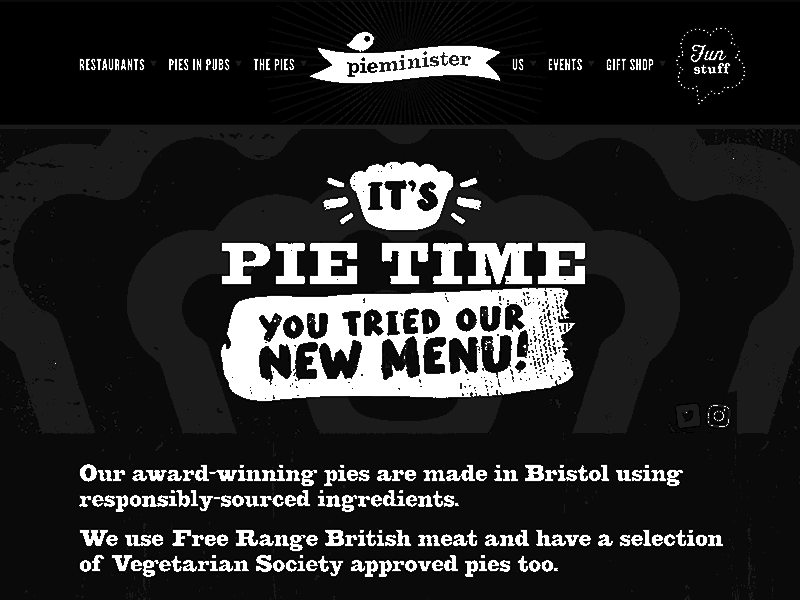 RESTAURANTS PIES IN PUBS THE PIES pieminister US EVENTS GIFT SHOP Fun
stuff
IT'S
PIE TIME
YOU TRIED OUR
NEW MENU!
Our award-winning pies are made in Bristol using
responsibly-sourced ingredients.
We use Free Range British meat and have a selection
of Vegetarian Society approved pies too.